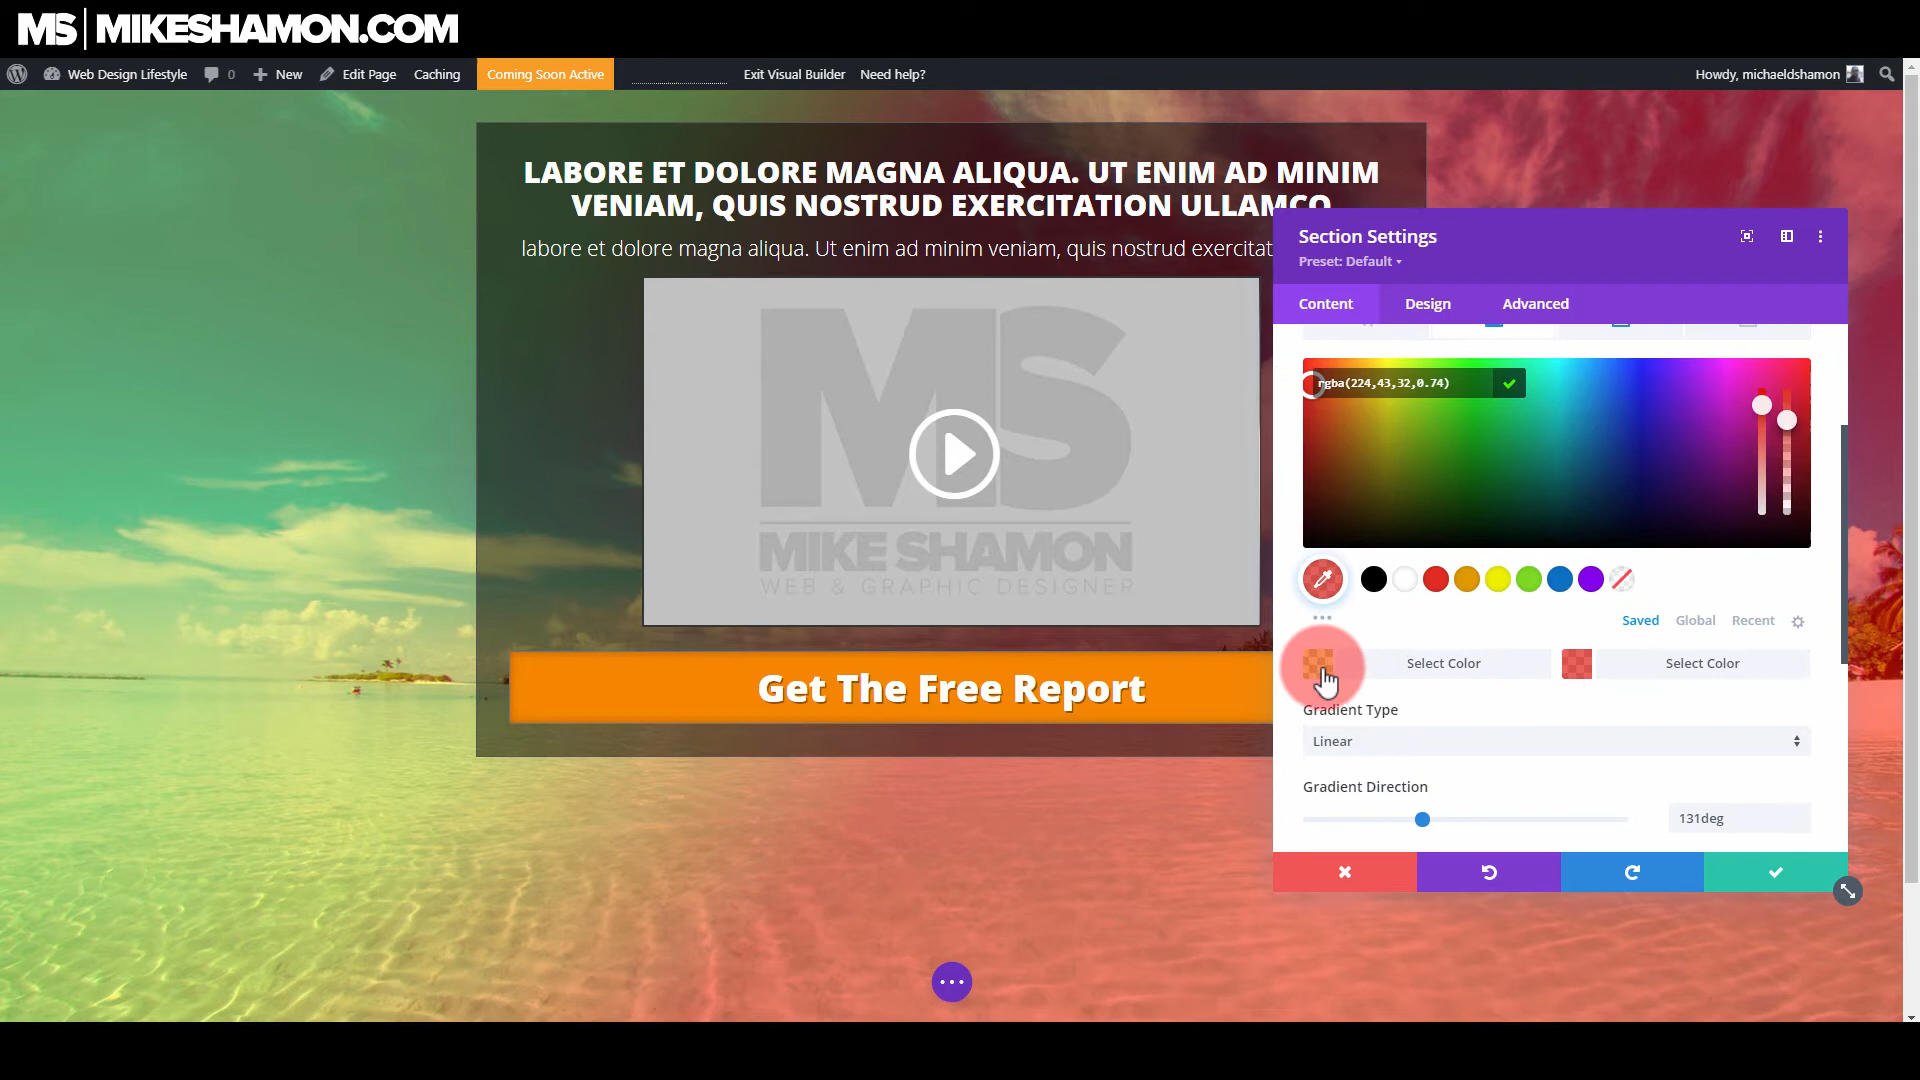 MS | MIKESHAMON.COM
Web Design Lifestyle 0 New Edit Page Caching Coming Soon Active Exit Visual Builder Need help? Howdy, michaeldshamon
LABORE ET DOLORE MAGNA ALIQUA. UT ENIM AD MINIM
VENIAM, QUIS NOSTRUD EXERCITATION ULLAMCO
labore et dolore magna aliqua. Ut enim ad minim veniam, quis nostrud exercitat
MS
MIKE SHAMON
WEB & GRAPHIC DESIGNER
Get The Free Report
Section Settings
Preset: Default
Content Design Advanced
rgba(224,43,32,0.74)
Saved Global Recent
Select Color Select Color
Gradient Type
Linear
Gradient Direction
131deg